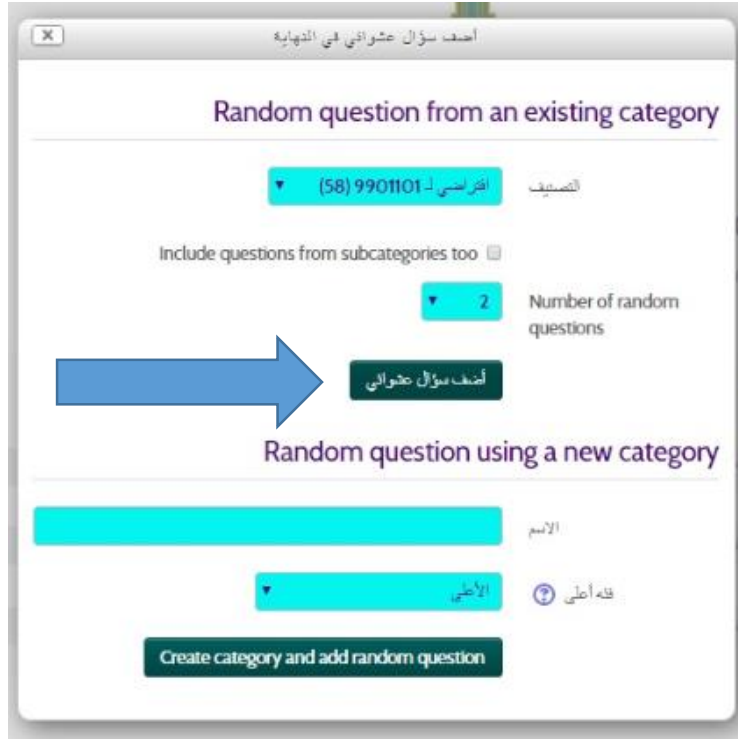 أضف سؤال عشوائي في النهاية
Random question from an existing category
التصنيف
افتراضي لـ 9901101 (58)
Include questions from subcategories too
Number of random
questions
2
أضف سؤال عشوائي
Random question using a new category
الاسم
فئه أعلى
الأعلى
Create category and add random question